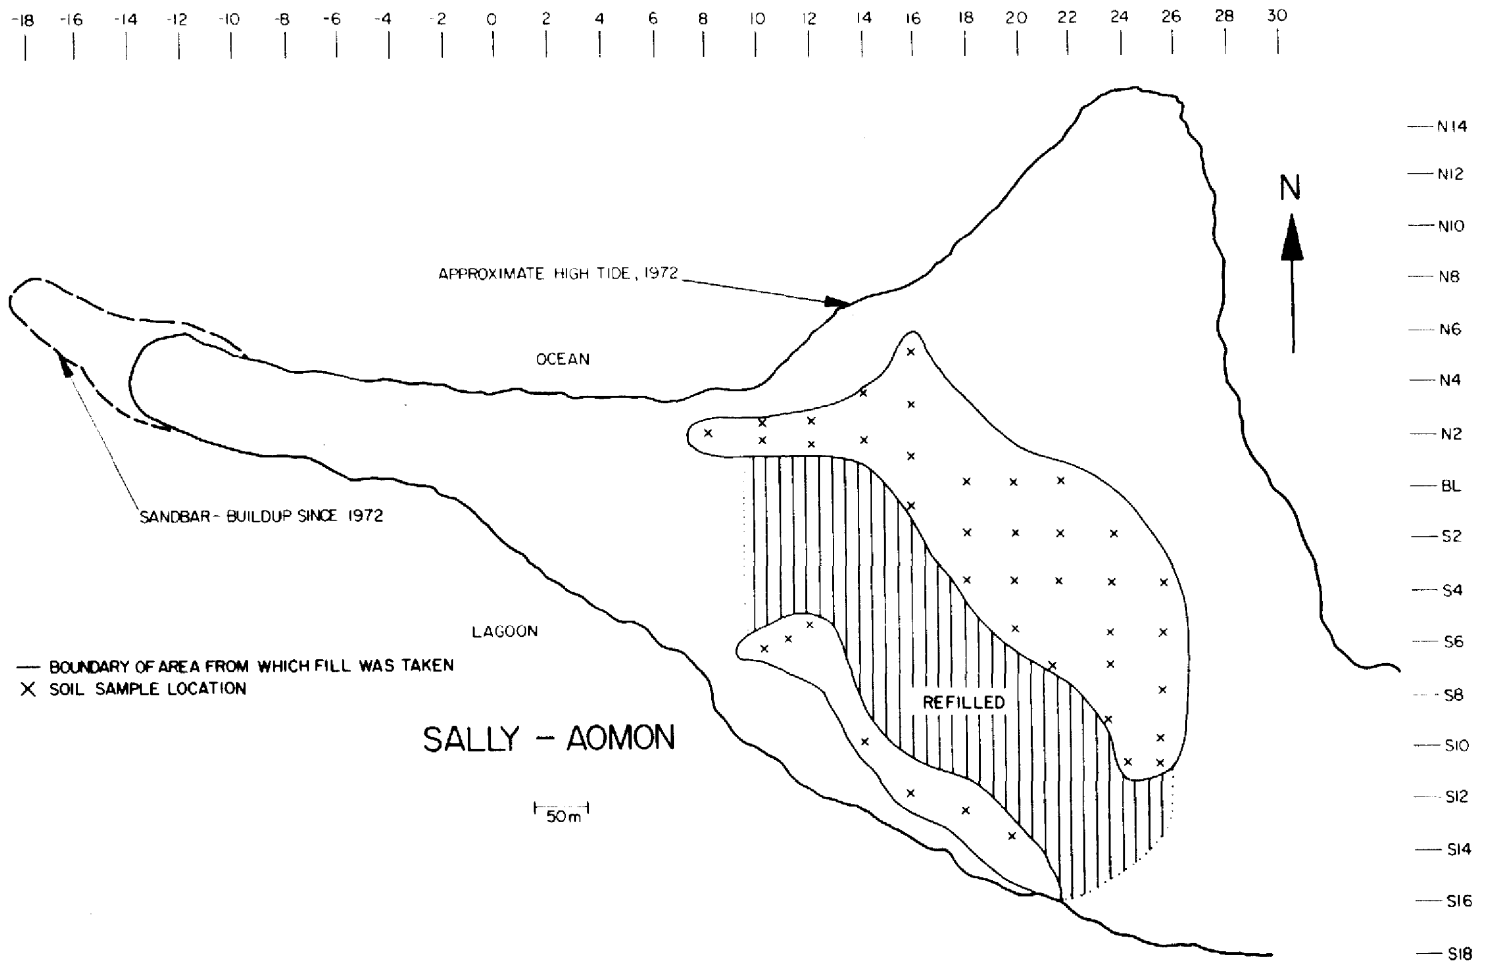 -18 -16 -14 -12 -10 -8 -6 -4 -2 0 2 4 6 8 10 12 14 16 18 20 22 24 26 28 30
N14
N12
N
N10
APPROXIMATE HIGH TIDE, 1972
N8
N6
OCEAN
N4
N2
BL
SANDBAR - BUILDUP SINCE 1972
S2
S4
LAGOON
S6
— BOUNDARY OF AREA FROM WHICH FILL WAS TAKEN
X SOIL SAMPLE LOCATION
S8
REFILLED
SALLY - AOMON
S10
S12
50m
S14
S16
S18